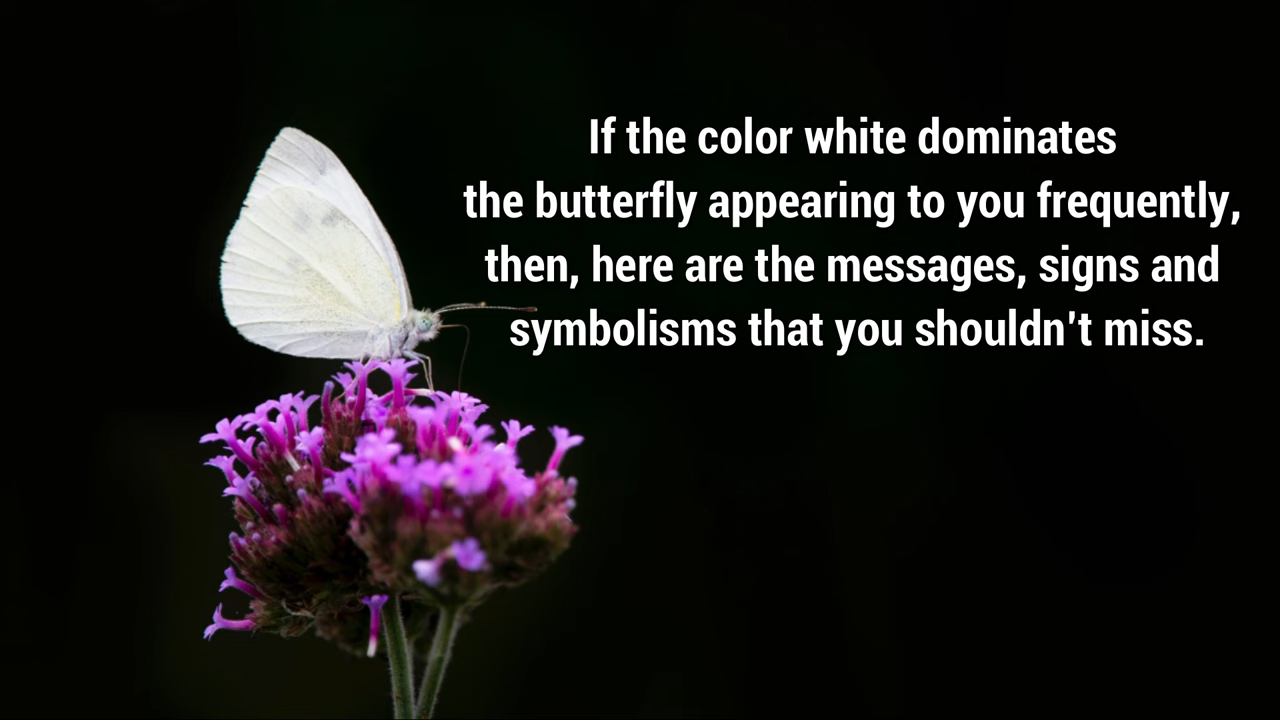 If the color white dominates
the butterfly appearing to you frequently,
then, here are the messages, signs and
symbolisms that you shouldn't miss.